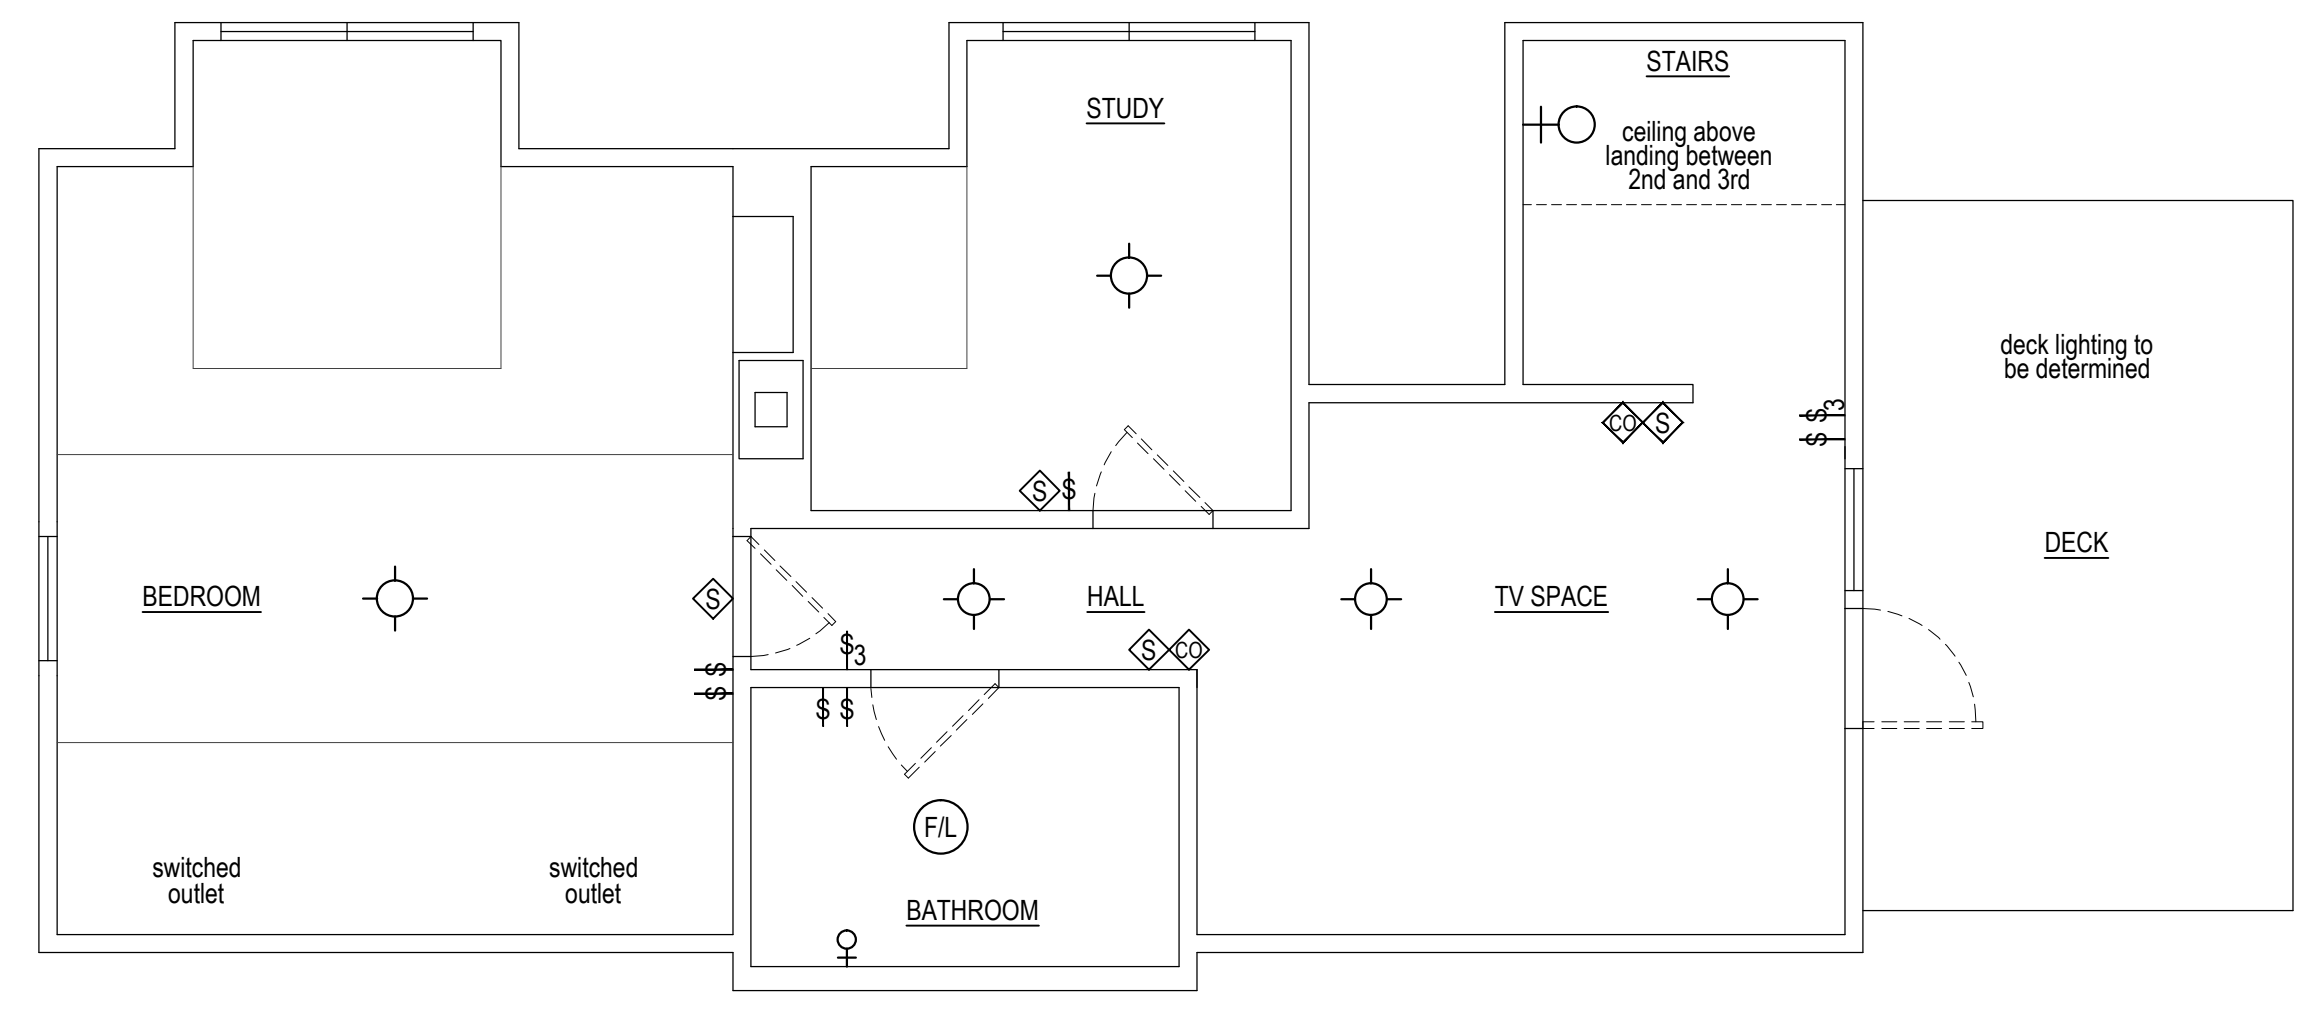 STAIRS
STUDY
ceiling above
landing between
2nd and 3rd
deck lighting to
be determined
$3
$
CO S
S $
DECK
BEDROOM
S
HALL
TV SPACE
$3
S CO
$
$
$ $
F/L
switched
outlet
switched
outlet
BATHROOM